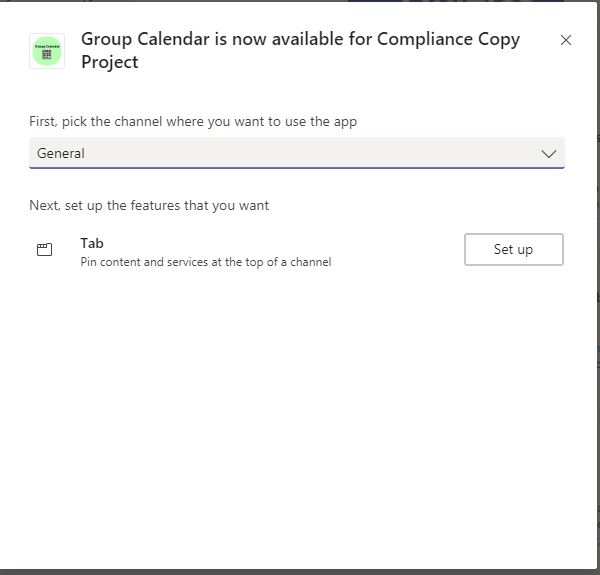 Group Calendar
Group Calendar is now available for Compliance Copy
Project
First, pick the channel where you want to use the app
General
Next, set up the features that you want
Tab
Pin content and services at the top of a channel
Set up